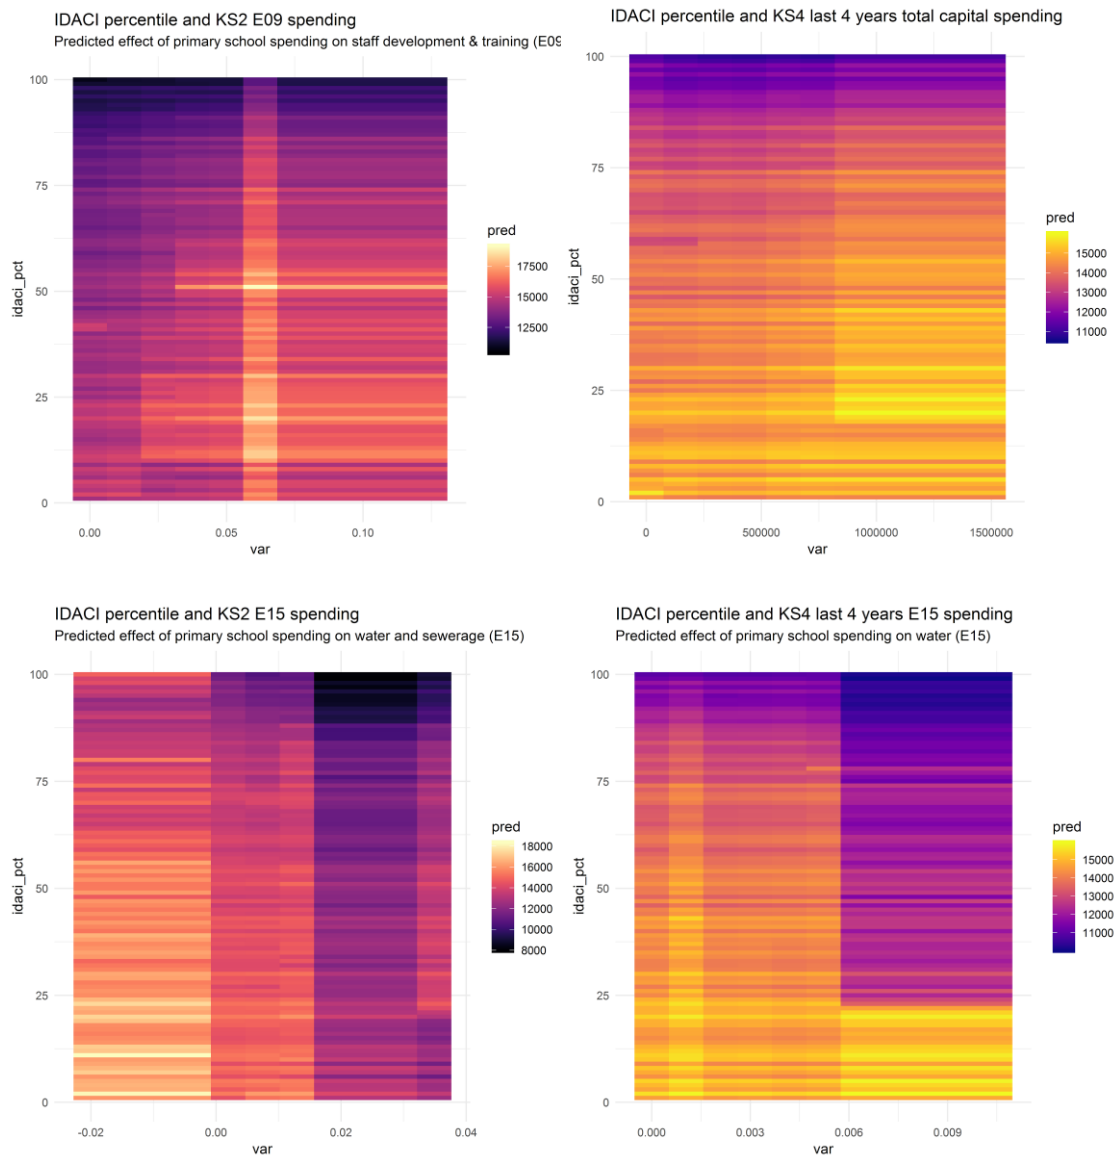 IDACI percentile and KS2 E09 spending
Predicted effect of primary school spending on staff development & training (E09
100
75
50
25
0
idaci_pct
0.00
0.05
0.10
var
pred
17500
15000
12500
IDACI percentile and KS4 last 4 years total capital spending
100
75
50
25
0
idaci_pct
0
500000
1000000
1500000
var
pred
15000
14000
13000
12000
11000
IDACI percentile and KS2 E15 spending
Predicted effect of primary school spending on water and sewerage (E15)
100
75
50
25
0
idaci_pct
-0.02
0.00
0.02
0.04
var
pred
18000
16000
14000
12000
10000
8000
IDACI percentile and KS4 last 4 years E15 spending
Predicted effect of primary school spending on water (E15)
100
75
50
25
0
idaci_pct
0.000
0.003
0.006
0.009
var
pred
15000
14000
13000
12000
11000